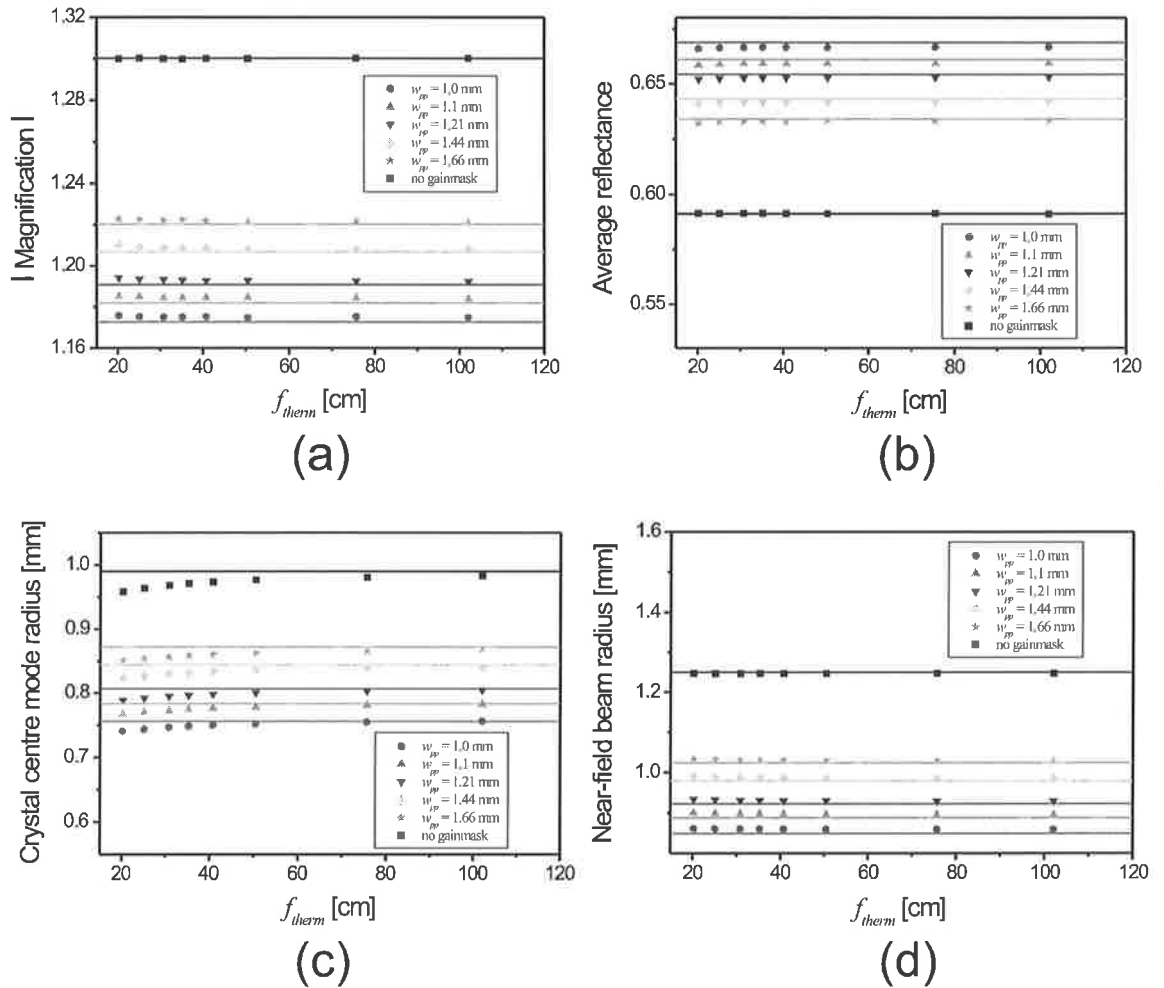 1,32
1,28
1.24
1.20
1.16
| Magnification |
w_pp = 1,0 mm
w_pp = 1.1 mm
w_pp = 1,21 mm
w_pp = 1.44 mm
w_pp = 1,66 mm
no gainmask
20 40 60 80 100 120
f_therm [cm]
(a)
0.65
0.60
0.55
Average reflectance
w_pp = 1,0 mm
w_pp = 1.1 mm
w_pp = 1.21 mm
w_pp = 1,44 mm
w_pp = 1.66 mm
no gainmask
20 40 60 80 100 120
f_therm [cm]
(b)
1.0
0.9
0.8
0.7
0.6
Crystal centre mode radius [mm]
w_pp = 1,0 mm
w_pp = 1,1 mm
w_pp = 1.21 mm
w_pp = 1,44 mm
w_pp = 1.66 mm
no gainmask
20 40 60 80 100 120
f_therm [cm]
(c)
1.6
1.4
1.2
1.0
Near-field beam radius [mm]
w_pp = 1.0 mm
w_pp = 1,1 mm
w_pp = 1,21 mm
w_pp = 1,44 mm
w_pp = 1,66 mm
no gainmask
20 40 60 80 100 120
f_therm [cm]
(d)